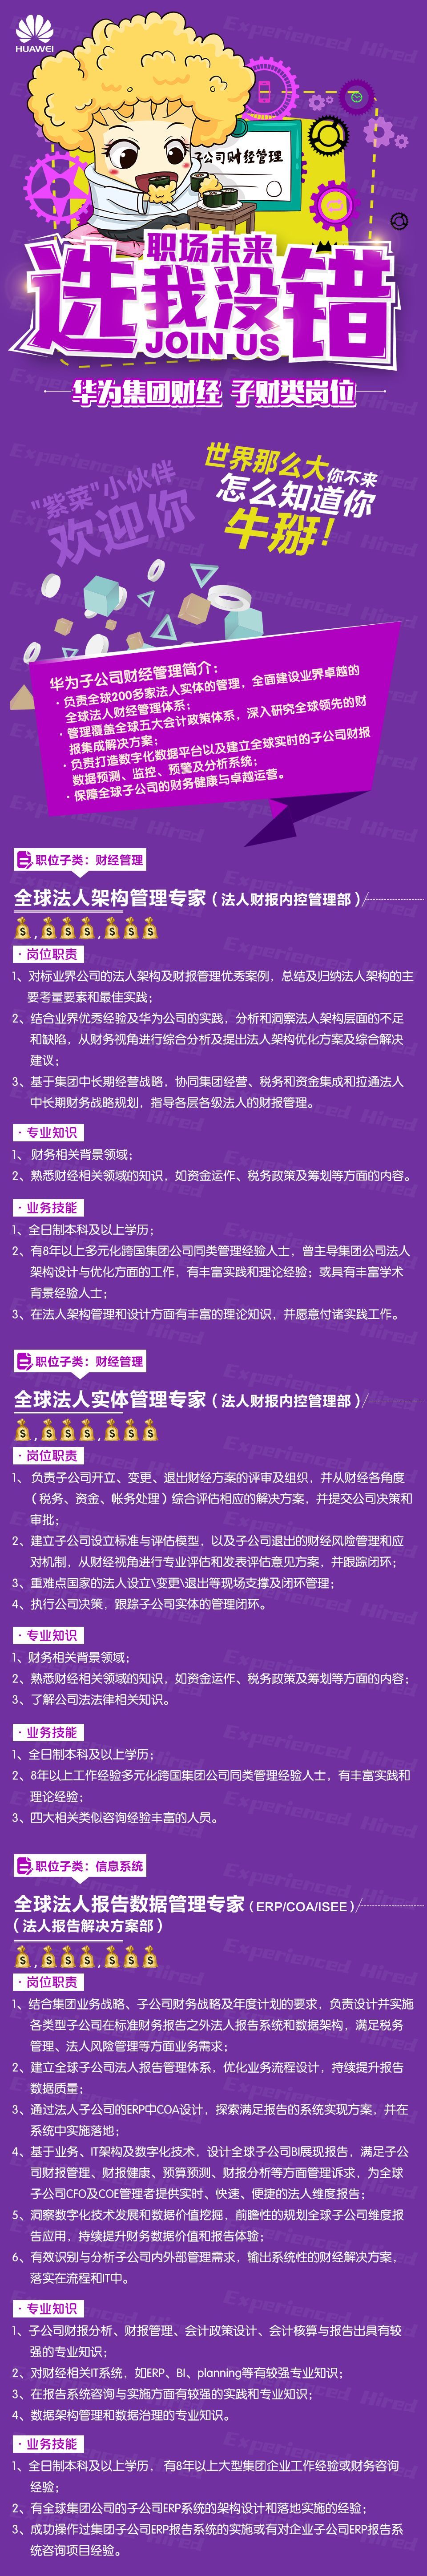 HUAWEI
Experienced Hired
子公司财经管理
职场未来
选我没错
JOIN US
华为集团财经 子财类岗位
"紫菜"小伙伴
欢迎你
世界那么大你不来
怎么知道你
牛掰！
华为子公司财经管理简介：
·负责全球200多家法人实体的管理，全面建设业界卓越的
全球法人财经管理体系；
·管理覆盖全球五大会计政策体系，深入研究全球领先的财
报集成解决方案；
·负责打造数字化数据平台以及建立全球实时的子公司财报
数据预测、监控、预警及分析系统；
·保障全球子公司的财务健康与卓越运营。
职位子类：财经管理
全球法人架构管理专家（法人财报内控管理部）
$,$$$,$$$
·岗位职责
1、对标业界公司的法人架构及财报管理优秀案例，总结及归纳法人架构的主
要考量要素和最佳实践；
2、结合业界优秀经验及华为公司的实践，分析和洞察法人架构层面的不足
和缺陷，从财务视角进行综合分析及提出法人架构优化方案及综合解决
建议；
3、基于集团中长期经营战略，协同集团经营、税务和资金集成和拉通法人
中长期财务战略规划，指导各层各级法人的财报管理。
·专业知识
1、财务相关背景领域；
2、熟悉财经相关领域的知识，如资金运作、税务政策及筹划等方面的内容。
·业务技能
1、全日制本科及以上学历；
2、有8年以上多元化跨国集团公司同类管理经验人士，曾主导集团公司法人
架构设计与优化方面的工作，有丰富实践和理论经验；或具有丰富学术
背景经验人士；
3、在法人架构管理和设计方面有丰富的理论知识，并愿意付诸实践工作。
职位子类：财经管理
全球法人实体管理专家（法人财报内控管理部）
$,$$$,$$$
·岗位职责
1、负责子公司开立、变更、退出财经方案的评审及组织，并从财经各角度
（税务、资金、帐务处理）综合评估相应的解决方案，并提交公司决策和
审批；
2、建立子公司设立标准与评估模型，以及子公司退出的财经风险管理和应
对机制，从财经视角进行专业评估和发表评估意见方案，并跟踪闭环；
3、重难点国家的法人设立\变更\退出等现场支撑及闭环管理；
4、执行公司决策，跟踪子公司实体的管理闭环。
·专业知识
1、财务相关背景领域；
2、熟悉财经相关领域的知识，如资金运作、税务政策及筹划等方面的内容；
3、了解公司法法律相关知识。
·业务技能
1、全日制本科及以上学历；
2、8年以上工作经验多元化跨国集团公司同类管理经验人士，有丰富实践和
理论经验；
3、四大相关类似咨询经验丰富的人员。
职位子类：信息系统
全球法人报告数据管理专家（ERP/COA/ISEE）
（法人报告解决方案部）
$,$$$,$$$
·岗位职责
1、结合集团业务战略、子公司财务战略及年度计划的要求，负责设计并实施
各类型子公司在标准财务报告之外法人报告系统和数据架构，满足税务
管理、法人风险管理等方面业务需求；
2、建立全球子公司法人报告管理体系，优化业务流程设计，持续提升报告
数据质量；
3、通过法人子公司的ERP中COA设计，探索满足报告的系统实现方案，并在
系统中实施落地；
4、基于业务、IT架构及数字化技术，设计全球子公司BI展现报告，满足子公
司财报管理、财报健康、预算预测、财报分析等方面管理诉求，为全球
子公司CFO及COE管理者提供实时、快速、便捷的法人维度报告；
5、洞察数字化技术发展和数据价值挖掘，前瞻性的规划全球子公司维度报
告应用，持续提升财务数据价值和报告体验；
6、有效识别与分析子公司内外部管理需求，输出系统性的财经解决方案，
落实在流程和IT中。
·专业知识
1、子公司财报分析、财报管理、会计政策设计、会计核算与报告出具有较
强的专业知识；
2、对财经相关IT系统，如ERP、BI、planning等有较强专业知识；
3、在报告系统咨询与实施方面有较强的实践和专业知识；
4、数据架构管理和数据治理的专业知识。
·业务技能
1、全日制本科及以上学历，有8年以上大型集团企业工作经验或财务咨询
经验；
2、有全球集团公司的子公司ERP系统的架构设计和落地实施的经验；
3、成功操作过集团子公司ERP报告系统的实施或有对企业子公司ERP报告系
统咨询项目经验。